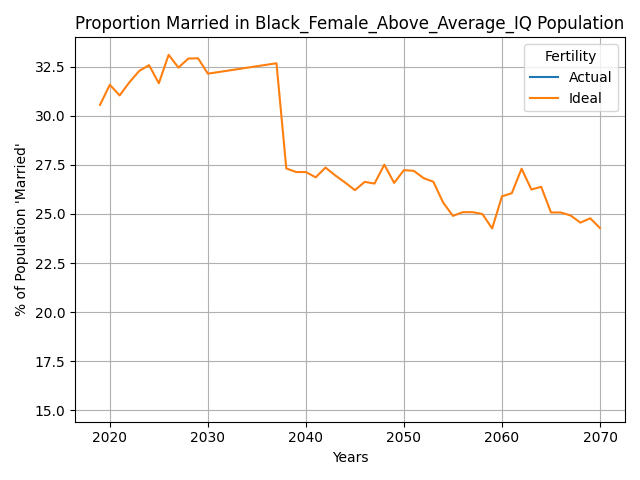 Proportion Married in Black_Female_Above_Average_IQ Population
Fertility
Actual
Ideal
% of Population 'Married'
32.5
30.0
27.5
25.0
22.5
20.0
17.5
15.0
2020 2030 2040 2050 2060 2070
Years